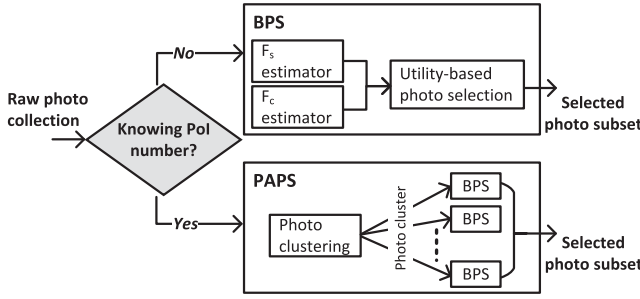 Raw photo
collection
Knowing PoI
number?
No
Yes
BPS
Fs
estimator
Fc
estimator
Utility-based
photo selection
Selected
photo subset
PAPS
Photo
clustering
Photo cluster
BPS
BPS
BPS
Selected
photo subset